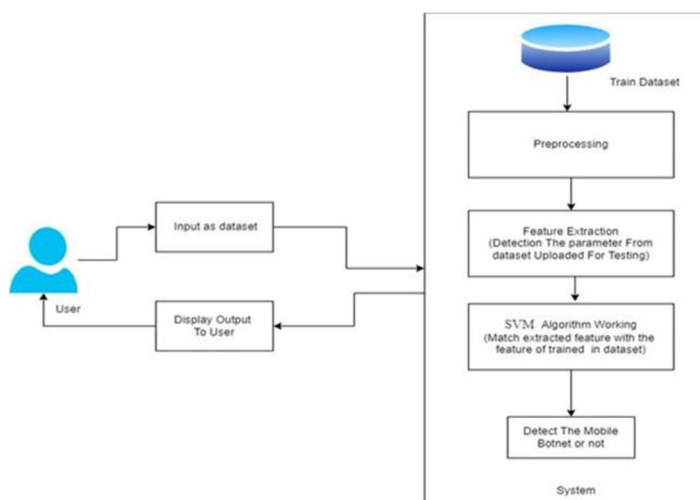 Train Dataset
Preprocessing
Feature Extraction
(Detection The parameter From
dataset Uploaded For Testing)
SVM Algorithm Working
(Match extracted feature with the
feature of trained in dataset)
Detect The Mobile
Botnet or not
System
Input as dataset
User
Display Output
To User